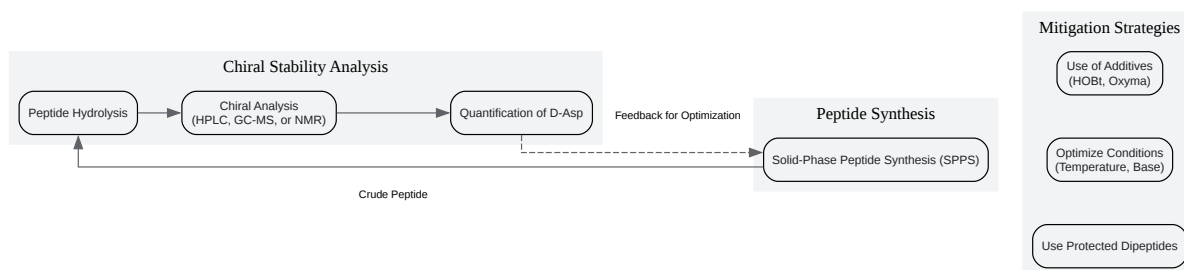 Chiral Stability Analysis
Peptide Hydrolysis
Chiral Analysis
(HPLC, GC-MS, or NMR)
Quantification of D-Asp
Feedback for Optimization
Crude Peptide
Peptide Synthesis
Solid-Phase Peptide Synthesis (SPPS)
Mitigation Strategies
Use of Additives
(HOBt, Oxyma)
Optimize Conditions
(Temperature, Base)
Use Protected Dipeptides